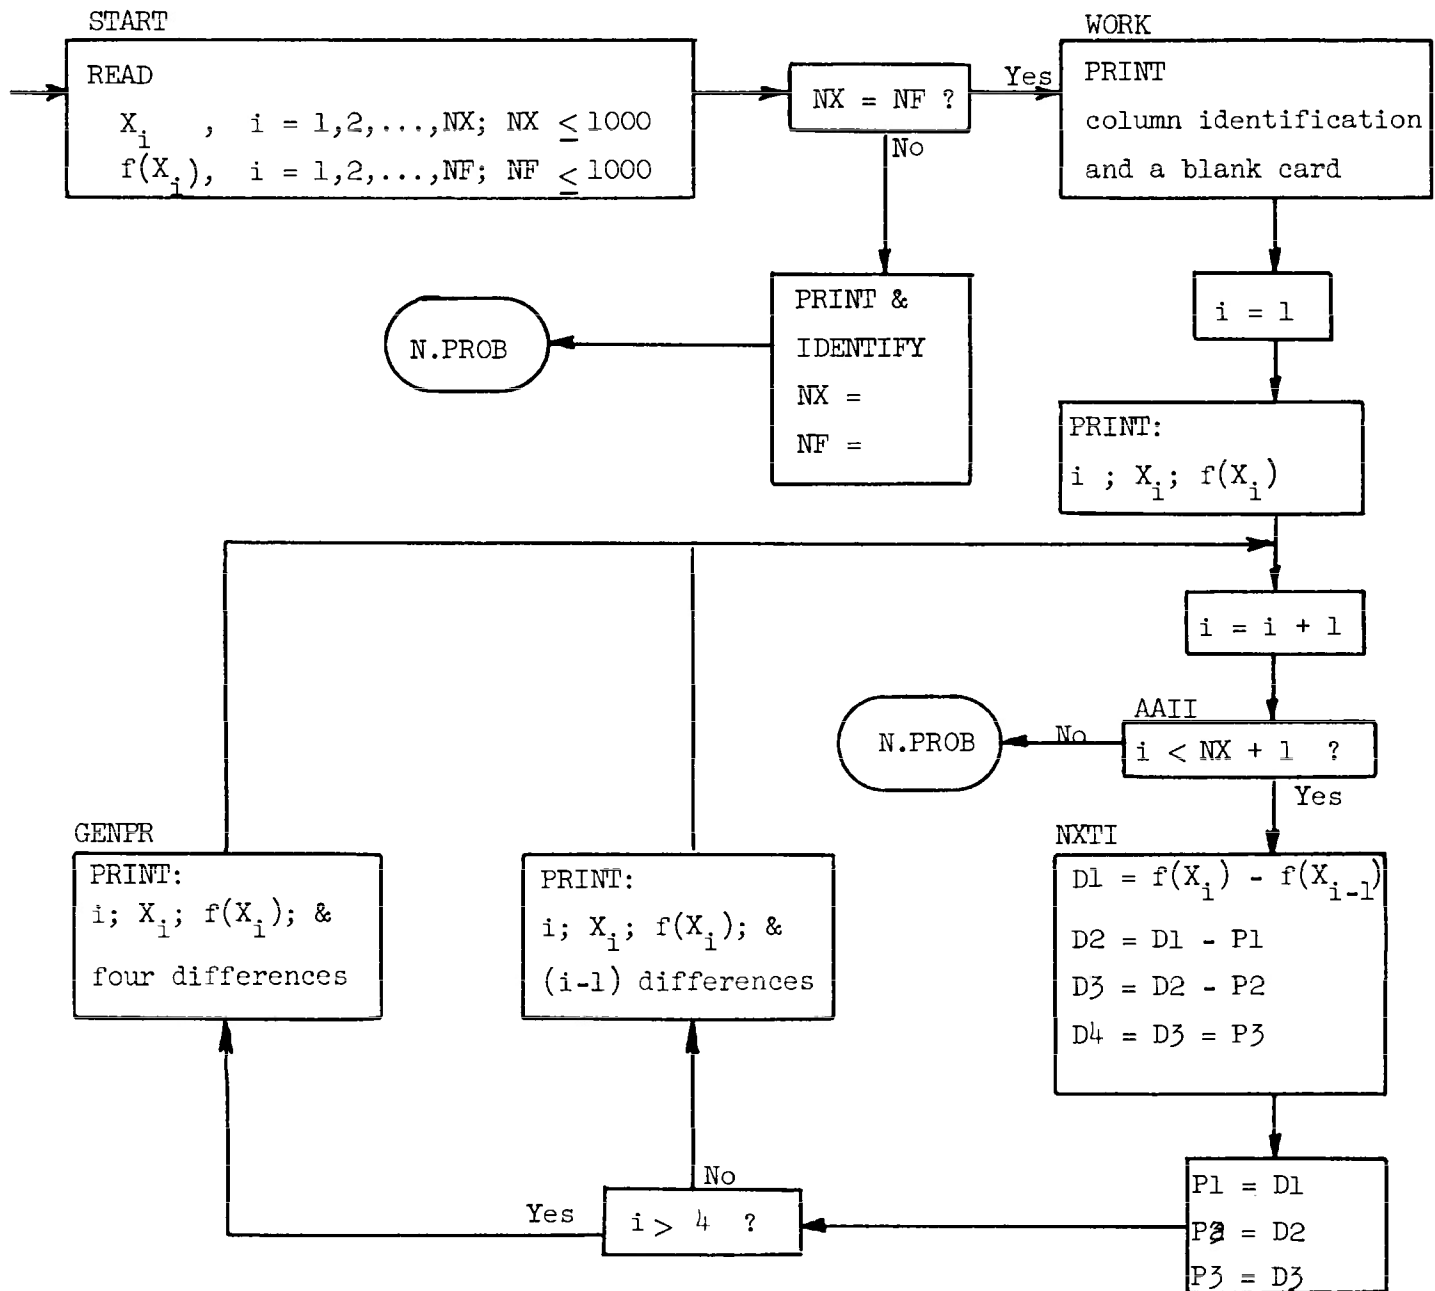 START
READ
X_i , i = 1,2,...,NX; NX ≤ 1000
f(X_i), i = 1,2,...,NF; NF ≤ 1000
NX = NF ?
Yes
No
WORK
PRINT
column identification
and a blank card
PRINT &
IDENTIFY
NX =
NF =
N.PROB
i = 1
PRINT:
i ; X_i; f(X_i)
i = i + 1
AAII
i < NX + 1 ?
No
N.PROB
Yes
NXTI
D1 = f(X_i) - f(X_{i-1})
D2 = D1 - P1
D3 = D2 - P2
D4 = D3 = P3
P1 = D1
= D2
P3 = D3
i > 4 ?
No
Yes
PRINT:
i; X_i; f(X_i); &
(i-1) differences
GENPR
PRINT:
i; X_i; f(X_i); &
four differences